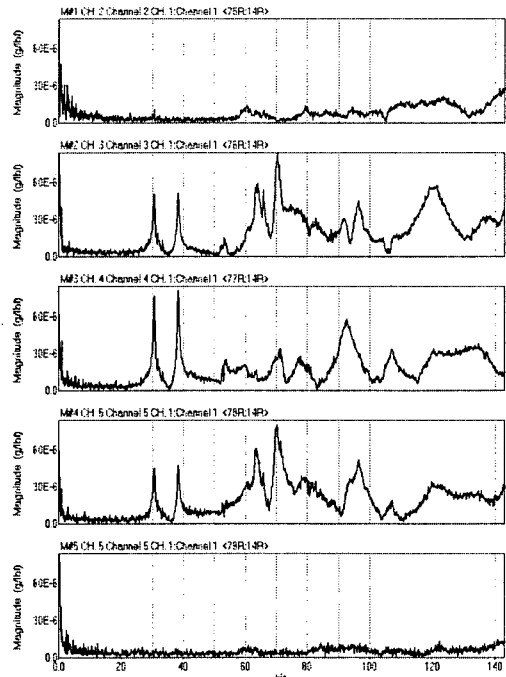 M#1 CH. 2 Channel 2 CH. 1:Channel 1 <75R:14R>
Magnitude (g/lbf)
60E-6
30E-6
0.0
M#2 CH. 3 Channel 3 CH. 1:Channel 1 <76R:14R>
Magnitude (g/lbf)
60E-6
30E-6
0.0
M#3 CH. 4 Channel 4 CH. 1:Channel 1 <77R:14R>
Magnitude (g/lbf)
60E-6
30E-6
0.0
M#4 CH. 5 Channel 5 CH. 1:Channel 1 <78R:14R>
Magnitude (g/lbf)
60E-6
30E-6
0.0
M#5 CH. 5 Channel 5 CH. 1:Channel 1 <79R:14R>
Magnitude (g/lbf)
60E-6
30E-6
0.0
0.0 20 40 60 80 100 120 140